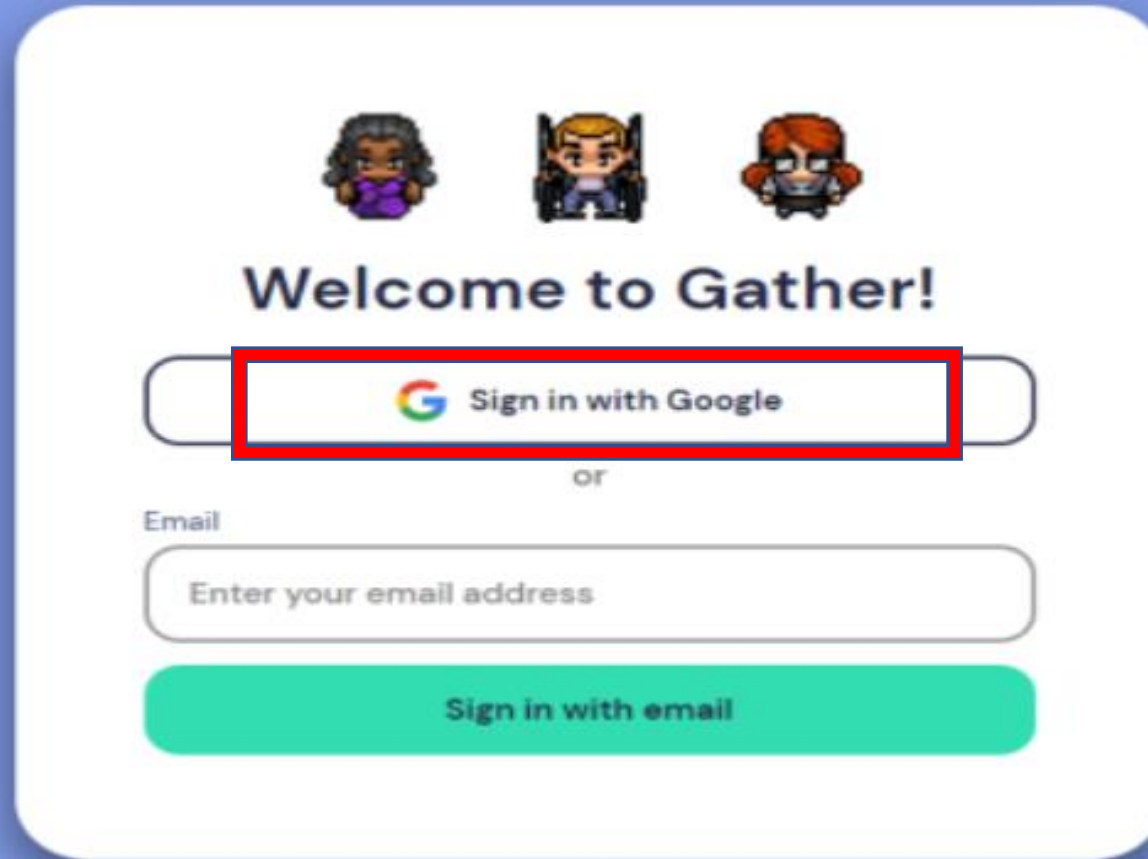 Welcome to Gather!
Sign in with Google
or
Email
Enter your email address
Sign in with email